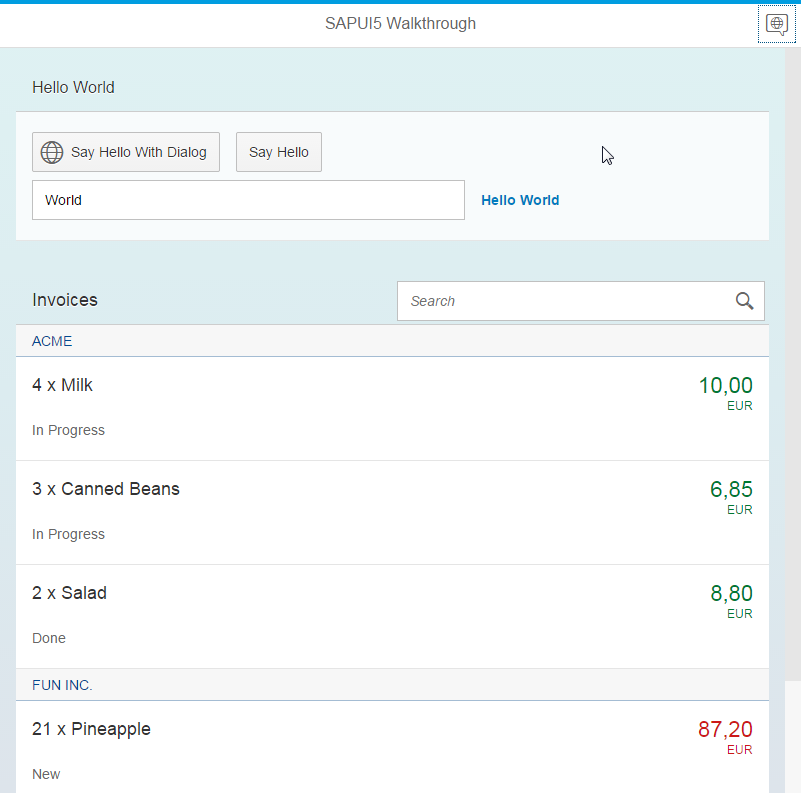 SAPUI5 Walkthrough
Hello World
Say Hello With Dialog Say Hello
World Hello World
Invoices Search
ACME
4 x Milk 10,00
EUR
In Progress
3 x Canned Beans 6,85
EUR
In Progress
2 x Salad 8,80
EUR
Done
FUN INC.
21 x Pineapple 87,20
EUR
New